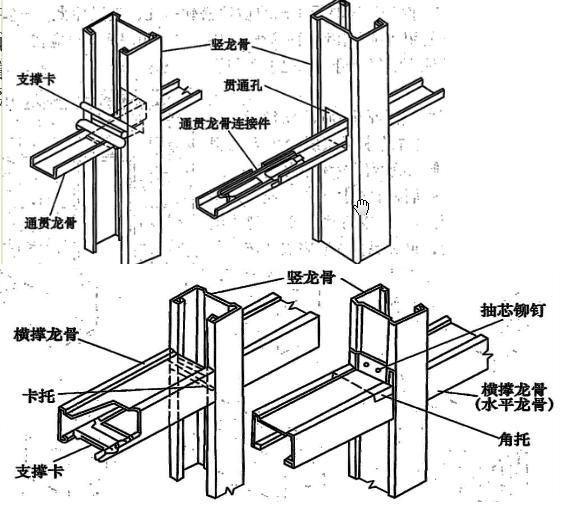 竖龙骨
支撑卡
贯通孔
通贯龙骨连接件
通贯龙骨
竖龙骨
抽芯铆钉
横撑龙骨
卡托
横撑龙骨
(水平龙骨)
角托
支撑卡